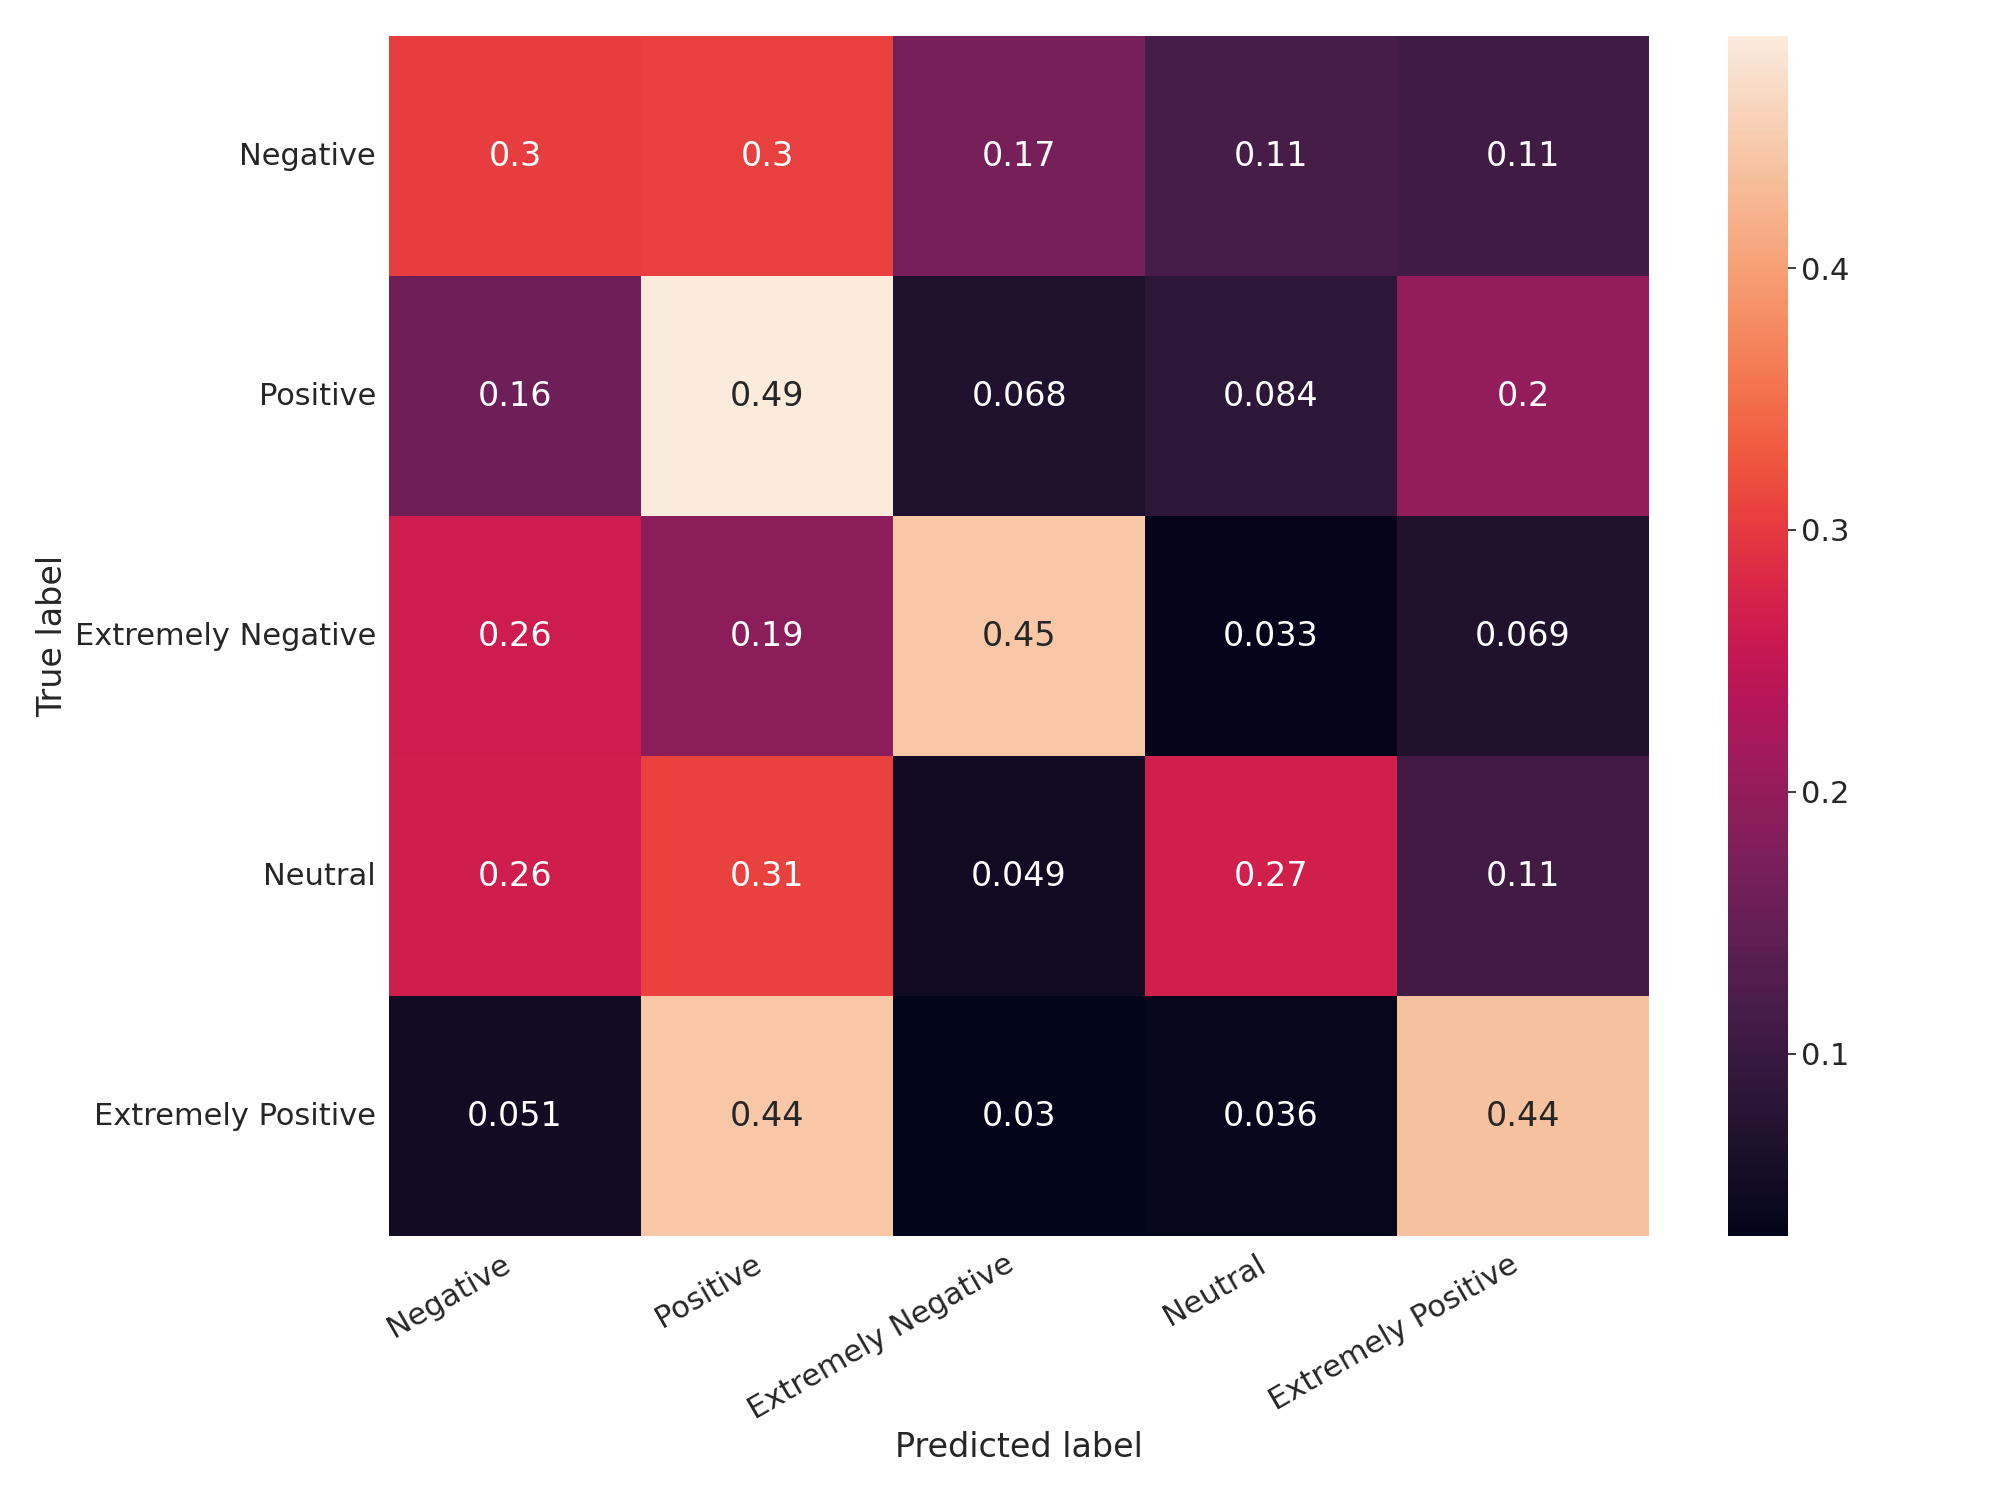 Negative 0.3 0.3 0.17 0.11 0.11
Positive 0.16 0.49 0.068 0.084 0.2
Extremely Negative 0.26 0.19 0.45 0.033 0.069
Neutral 0.26 0.31 0.049 0.27 0.11
Extremely Positive 0.051 0.44 0.03 0.036 0.44
True label
Negative
Positive
Extremely Negative
Neutral
Extremely Positive
Predicted label
0.4
0.3
0.2
0.1